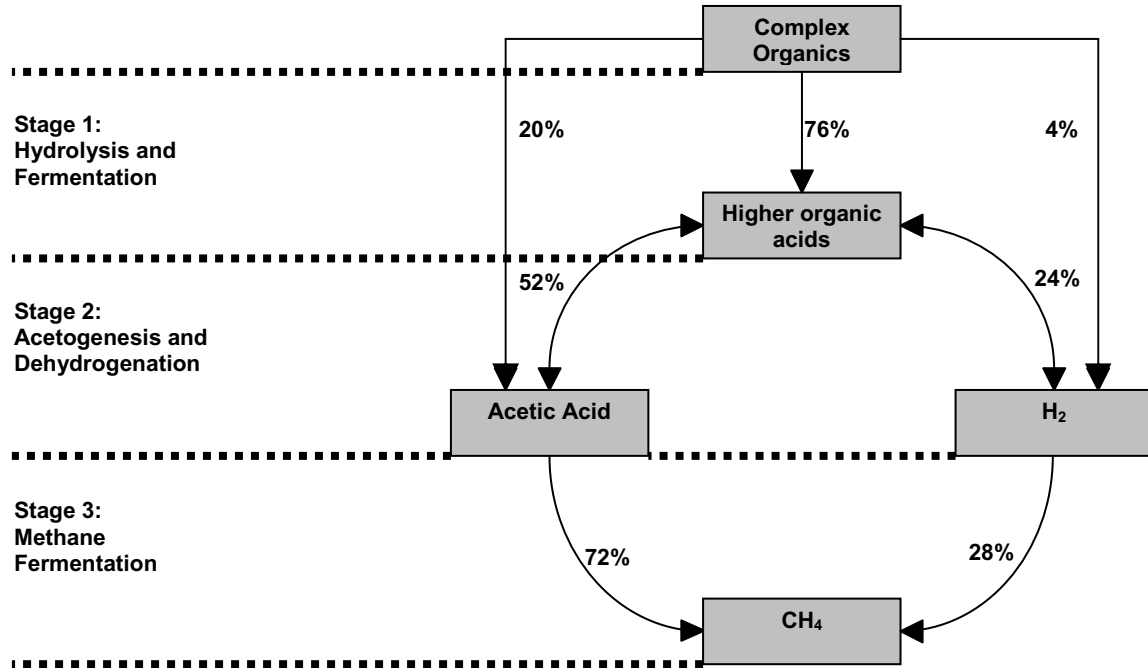 Complex
Organics
Stage 1:
Hydrolysis and
Fermentation
20%
76%
4%
Higher organic
acids
52%
24%
Stage 2:
Acetogenesis and
Dehydrogenation
Acetic Acid
H₂
Stage 3:
Methane
Fermentation
72%
28%
CH₄